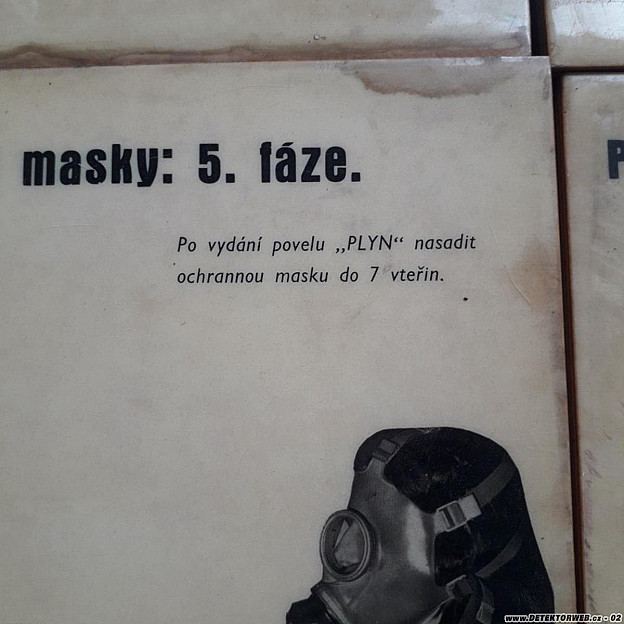 masky: 5. fáze.
P
Po vydání povelu „PLYN“ nasadit
ochrannou masku do 7 vteřin.
www.DETEKTORWEB.cz - 02